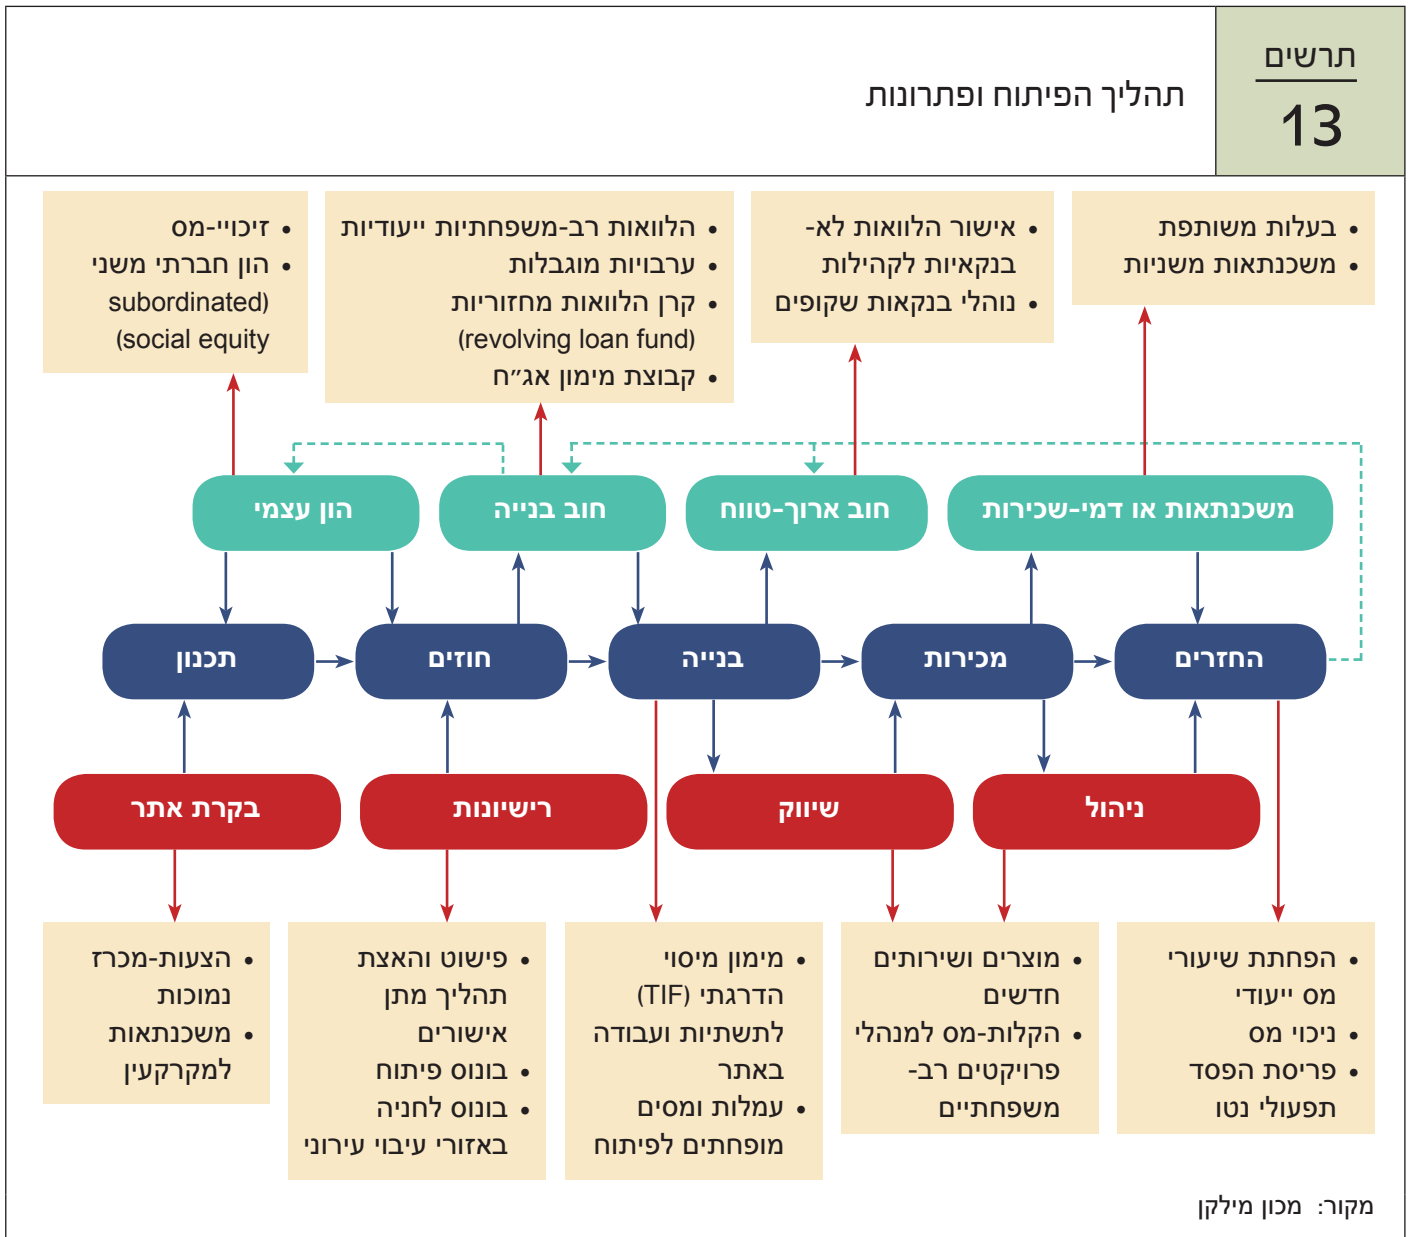 תרשים
13
תהליך הפיתוח ופתרונות
• בעלות משותפת
• משכנתאות משניות
• אישור הלוואות לא-
בנקאיות לקהילות
• נוהלי בנקאות שקופים
• הלוואות רב-משפחתיות ייעודיות
• ערבויות מוגבלות
• קרן הלוואות מחזוריות
(revolving loan fund)
• קבוצת מימון אג״ח
• זיכויי-מס
• הון חברתי משני
subordinated)
(social equity
משכנתאות או דמי-שכירות
חוב ארוך-טווח
חוב בנייה
הון עצמי
החזרים
מכירות
בנייה
חוזים
תכנון
ניהול
שיווק
רישיונות
בקרת אתר
• הפחתת שיעורי
מס ייעודי
• ניכוי מס
• פריסת הפסד
תפעולי נטו
• מוצרים ושירותים
חדשים
• הקלות-מס למנהלי
פרויקטים רב-
משפחתיים
• מימון מיסוי
הדרגתי (TIF)
לתשתיות ועבודה
באתר
• עמלות ומסים
מופחתים לפיתוח
• פישוט והאצת
תהליך מתן
אישורים
• בונוס פיתוח
• בונוס לחניה
באזורי עיבוי עירוני
• הצעות-מכרז
נמוכות
• משכנתאות
למקרקעין
מקור: מכון מילקן